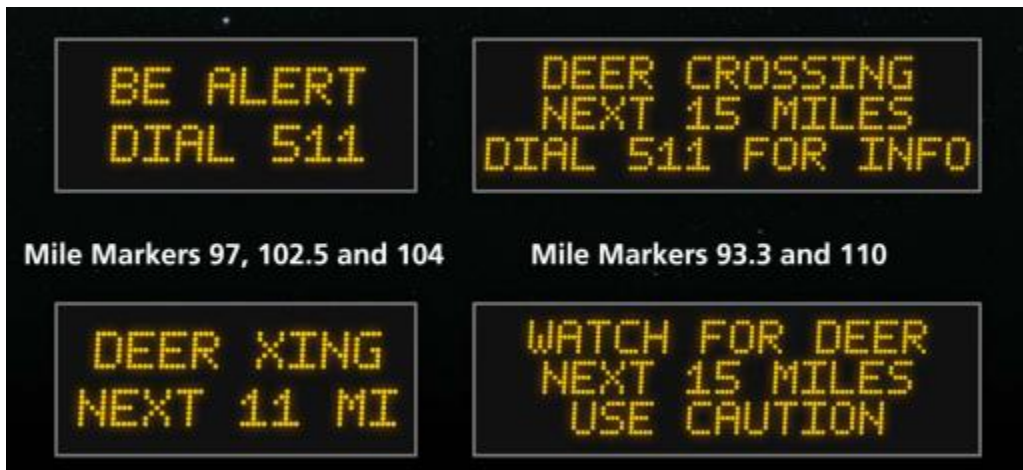 BE ALERT
DIAL 511
DEER CROSSING
NEXT 15 MILES
DIAL 511 FOR INFO
Mile Markers 97, 102.5 and 104
Mile Markers 93.3 and 110
DEER XING
NEXT 11 MI
WATCH FOR DEER
NEXT 15 MILES
USE CAUTION